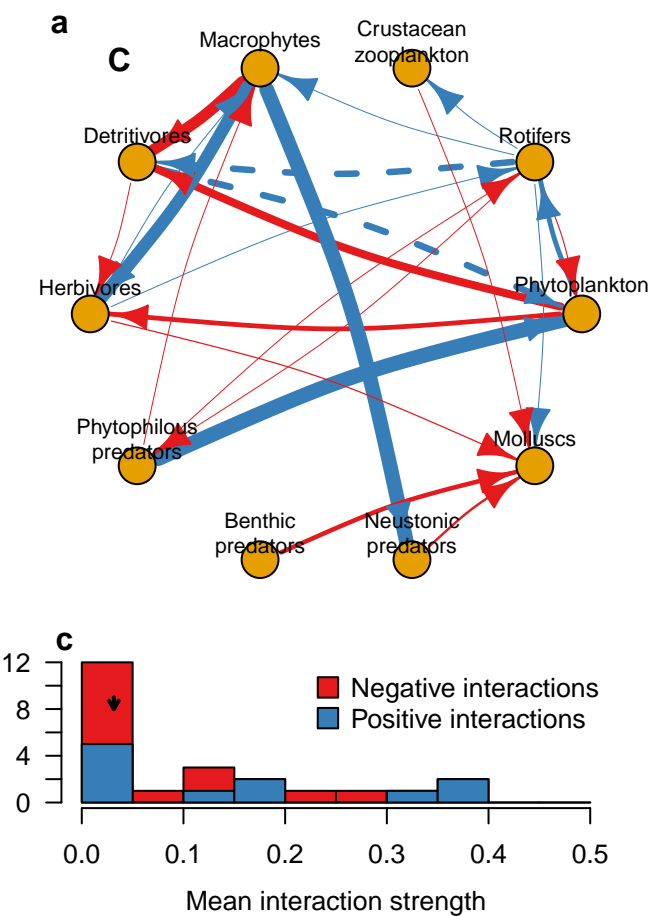 a
C
Macrophytes
Crustacean
zooplankton
Detritivores
Rotifers
Herbivores
Phytoplankton
Phytophilous
predators
Molluscs
Benthic
predators
Neustonic
predators
c
12
8
4
0
Negative interactions
Positive interactions
0.0 0.1 0.2 0.3 0.4 0.5
Mean interaction strength